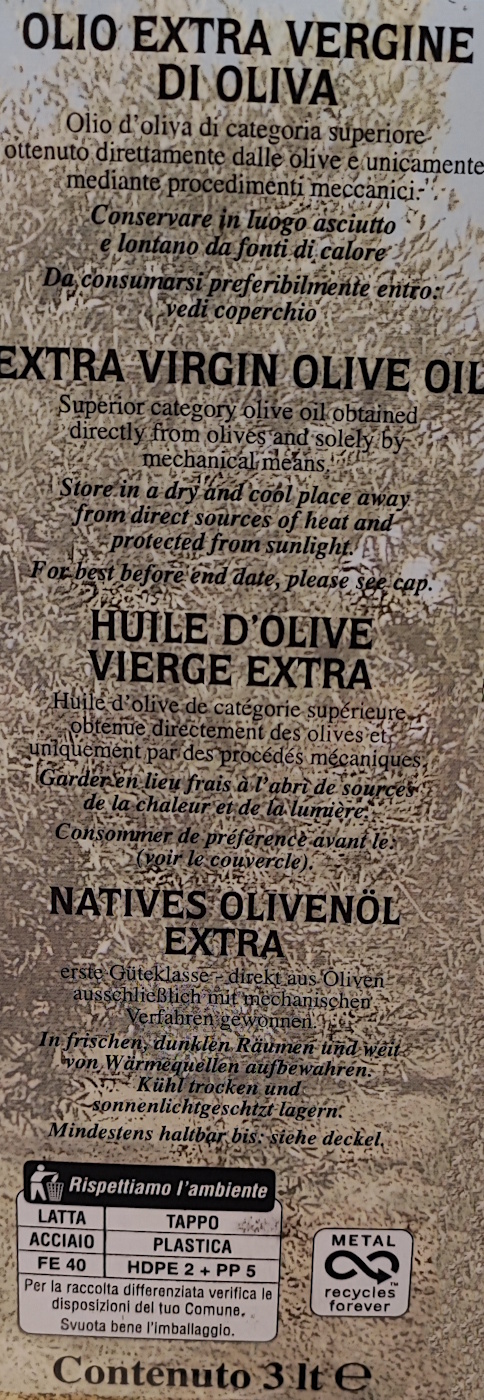 OLIO EXTRA VERGINE
DI OLIVA
Olio d'oliva di categoria superiore
ottenuto direttamente dalle olive e unicamente
mediante procedimenti meccanici.
Conservare in luogo asciutto
e lontano da fonti di calore
Da consumarsi preferibilmente entro:
vedi coperchio
EXTRA VIRGIN OLIVE OIL
Superior category olive oil obtained
directly from olives and solely by
mechanical means.
Store in a dry and cool place away
from direct sources of heat and
protected from sunlight.
For best before end date, please see cap.
HUILE D'OLIVE
VIERGE EXTRA
Huile d'olive de catégorie supérieure
obtenue directement des olives et
uniquement par des procédés mécaniques.
Garder en lieu frais à l'abri de sources
de la chaleur et de la lumière.
Consommer de préférence avant le:
(voir le couvercle).
NATIVES OLIVENÖL
EXTRA
erste Güteklasse - direkt aus Oliven
ausschließlich mit mechanischen
Verfahren gewonnen.
In frischen, dunklen Räumen und weit
von Wärmequellen aufbewahren.
Kühl trocken und
sonnenlichtgeschtzt lagern.
Mindestens haltbar bis: siehe deckel.
Rispettiamo l'ambiente
LATTA TAPPO
ACCIAIO PLASTICA
FE 40 HDPE 2 + PP 5
Per la raccolta differenziata verifica le
disposizioni del tuo Comune.
Svuota bene l'imballaggio.
METAL
TM
recycles
forever
Contenuto 3 lt ℮